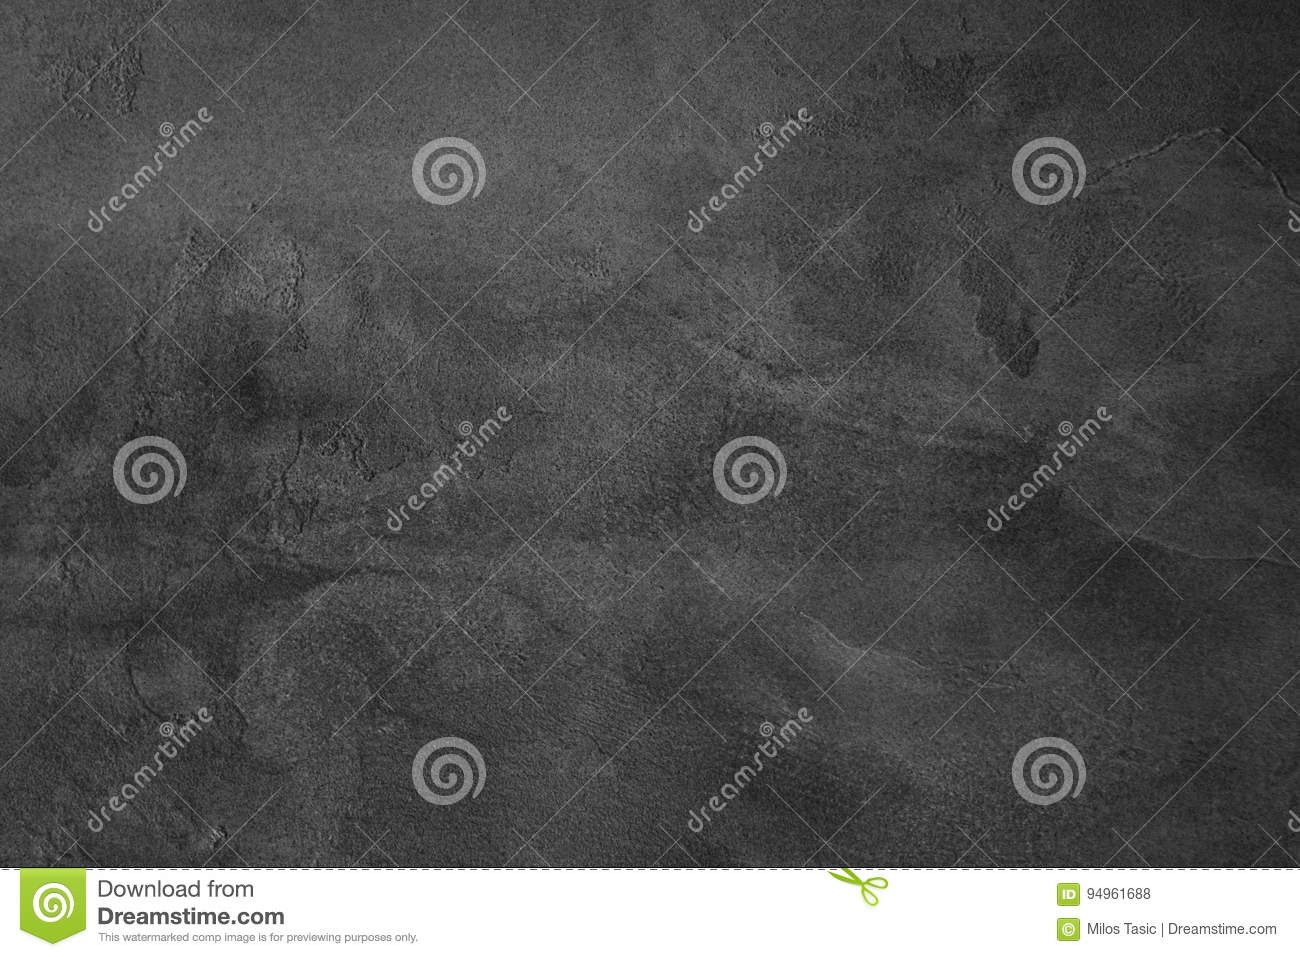 dreamstime
dreamstime
dreamstime
dreamstime
dreamstime
dreamstime
Download from
Dreamstime.com
This watermarked comp image is for previewing purposes only.
ID 94961688
© Milos Tasic | Dreamstime.com